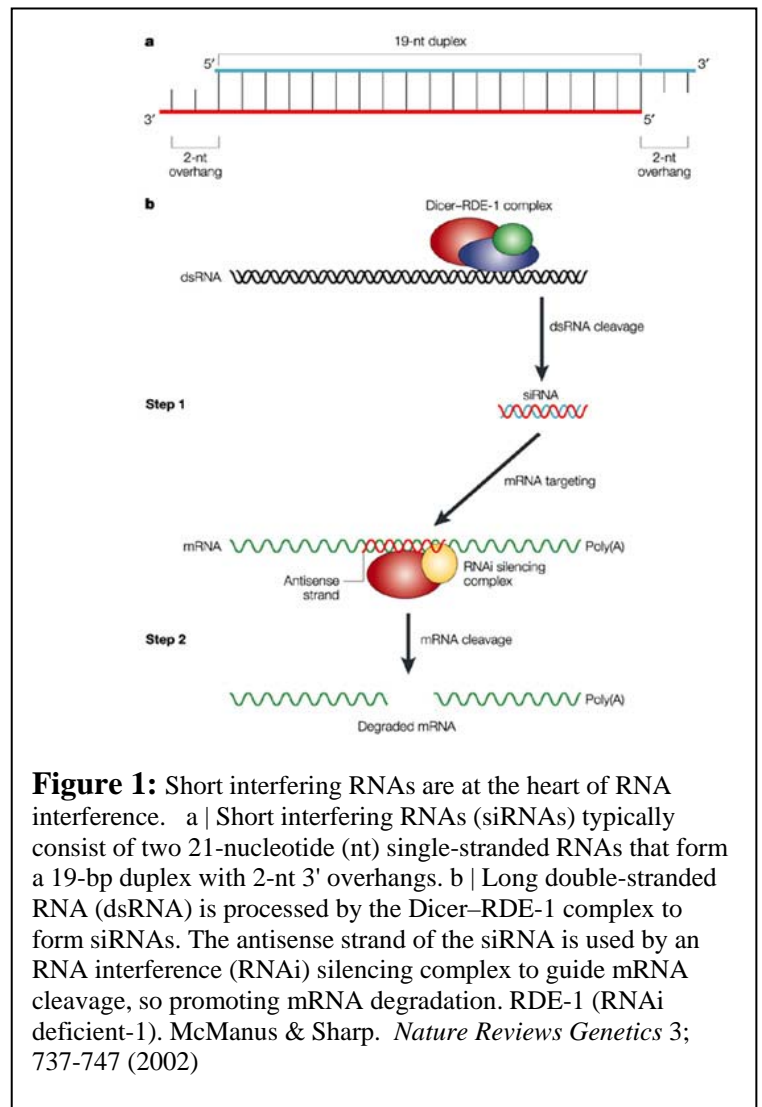 a
19-nt duplex
5′
3′
3′
5′
2-nt
overhang
2-nt
overhang
b
Dicer–RDE-1 complex
dsRNA
dsRNA cleavage
siRNA
Step 1
mRNA targeting
mRNA
Poly(A)
Antisense
strand
RNAi silencing
complex
Step 2
mRNA cleavage
Poly(A)
Degraded mRNA
Figure 1: Short interfering RNAs are at the heart of RNA
interference. a | Short interfering RNAs (siRNAs) typically
consist of two 21-nucleotide (nt) single-stranded RNAs that form
a 19-bp duplex with 2-nt 3' overhangs. b | Long double-stranded
RNA (dsRNA) is processed by the Dicer–RDE-1 complex to
form siRNAs. The antisense strand of the siRNA is used by an
RNA interference (RNAi) silencing complex to guide mRNA
cleavage, so promoting mRNA degradation. RDE-1 (RNAi
deficient-1). McManus & Sharp. Nature Reviews Genetics 3;
737-747 (2002)